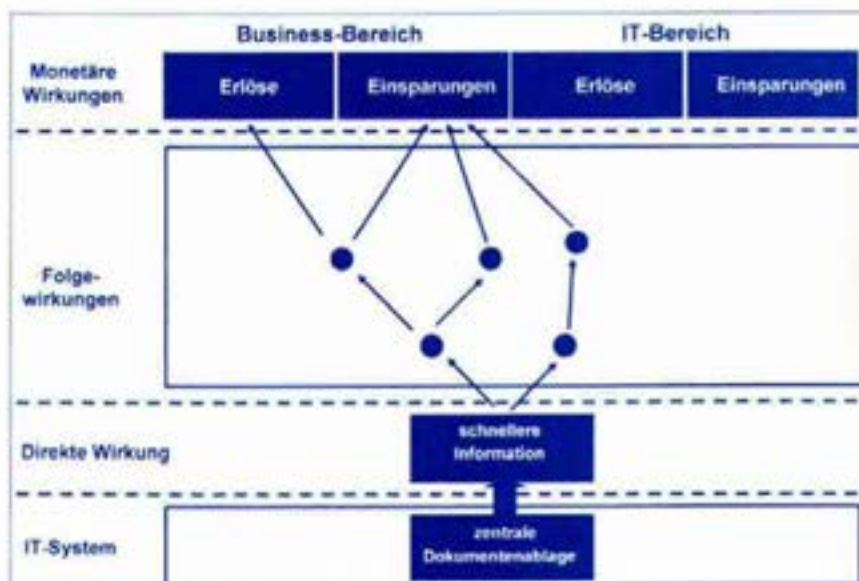 Business-Bereich IT-Bereich
Monetäre
Wirkungen
Erlöse Einsparungen Erlöse Einsparungen
Folge-
wirkungen
Direkte Wirkung
schnellere
Information
IT-System
zentrale
Dokumentenablage